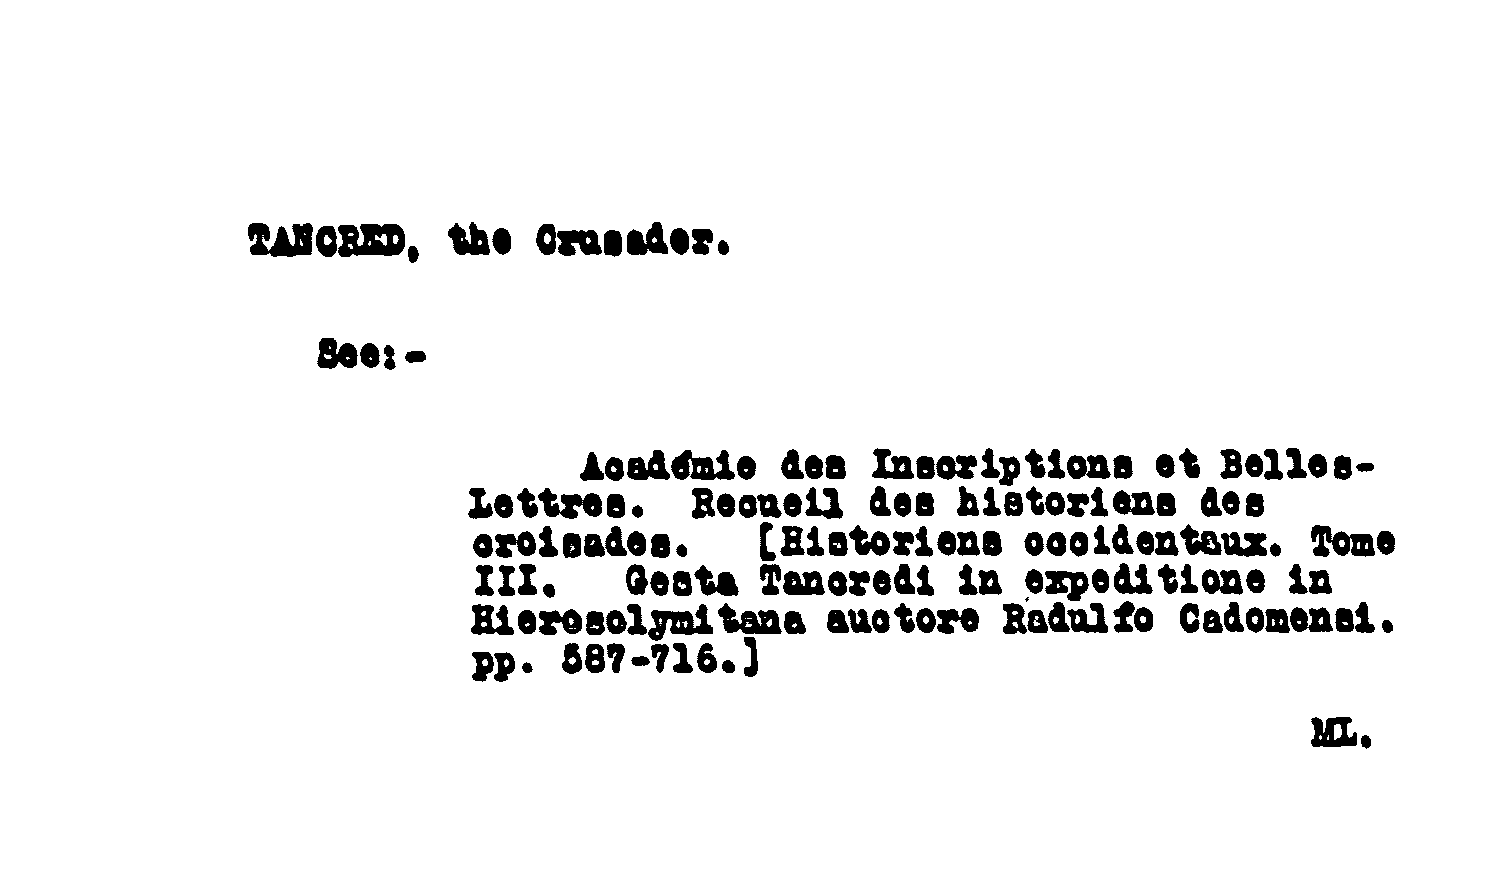 TANCRED, the Crusader.
See:-
Académie des Inscriptions et Belles-
Lettres. Recueil des historiens des
croisades. [Historiens occidentaux. Tome
III. Gesta Tancredi in expeditione in
Hierosolymitana auctore Radulfo Cadomensi.
pp. 587-716.]
ML.